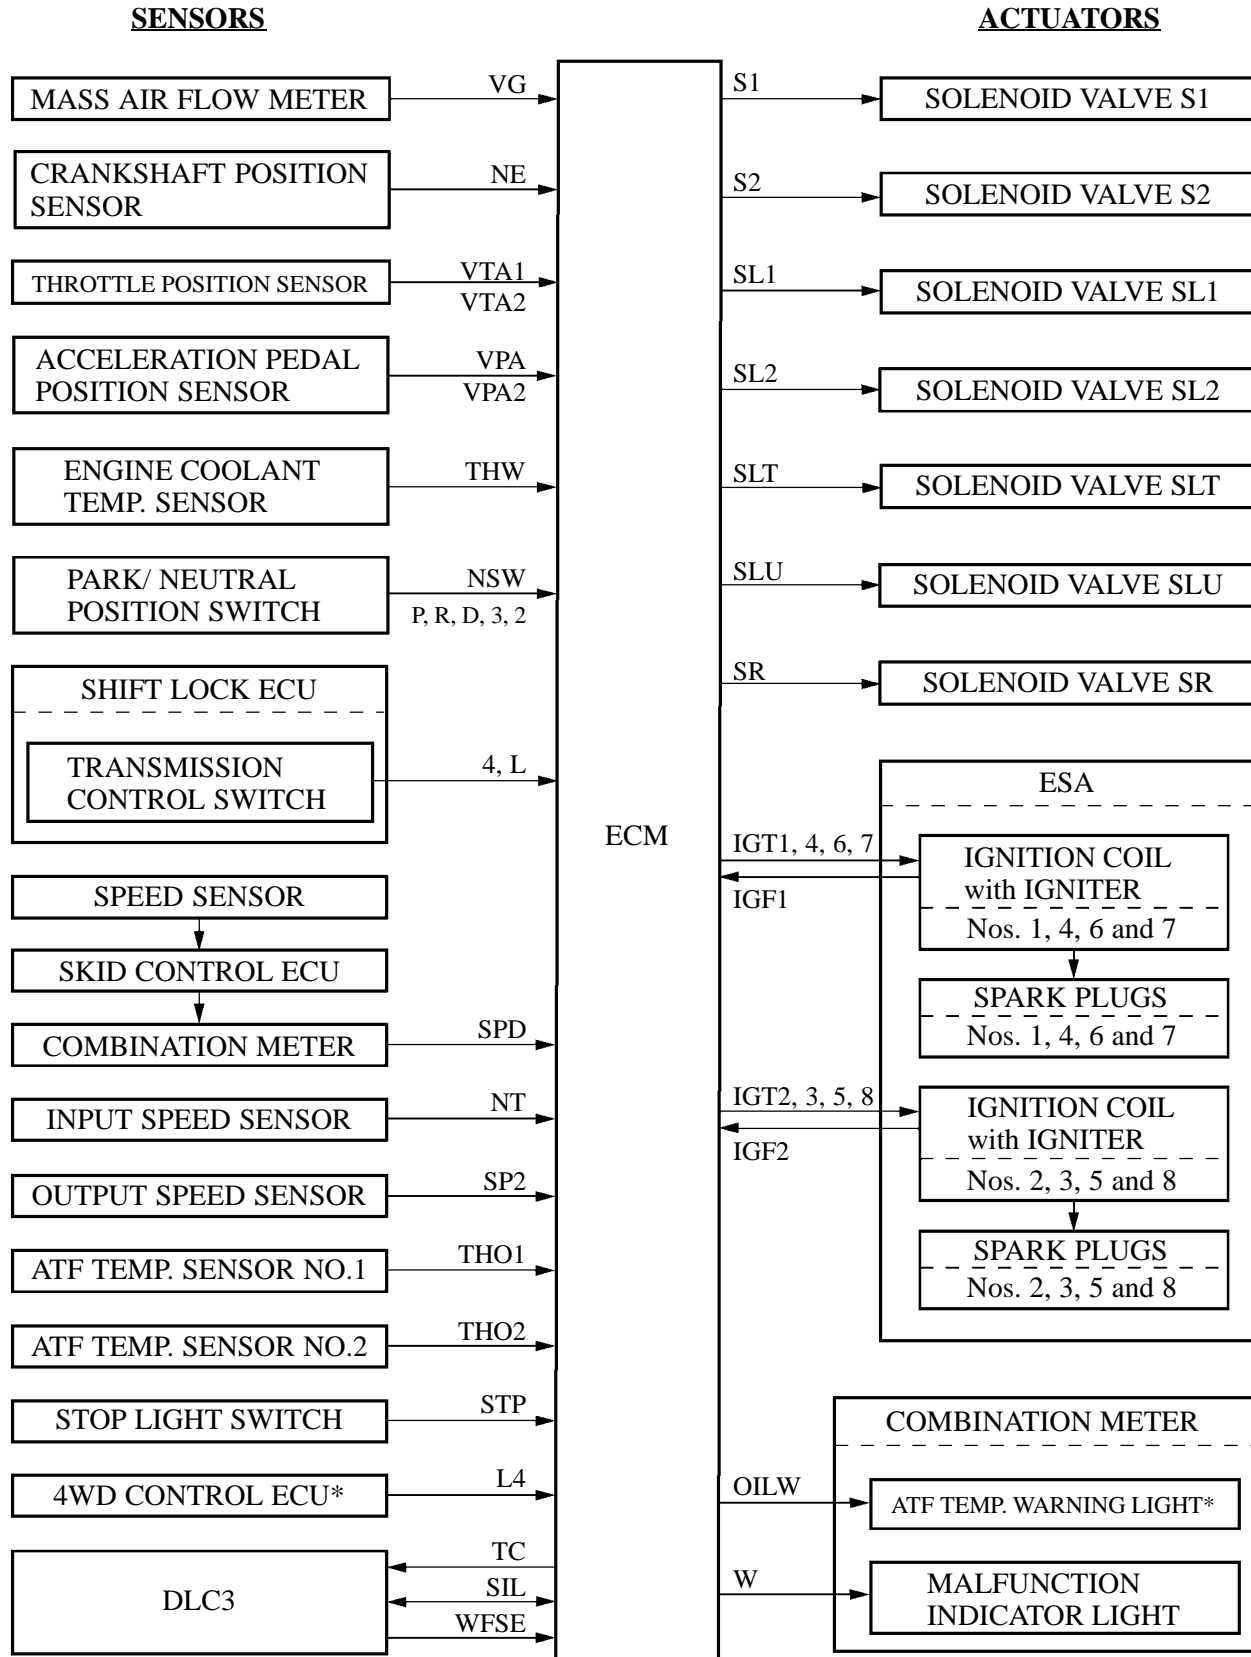 SENSORS
ACTUATORS
MASS AIR FLOW METER
VG
CRANKSHAFT POSITION
SENSOR
NE
THROTTLE POSITION SENSOR
VTA1
VTA2
ACCELERATION PEDAL
POSITION SENSOR
VPA
VPA2
ENGINE COOLANT
TEMP. SENSOR
THW
PARK/ NEUTRAL
POSITION SWITCH
NSW
P, R, D, 3, 2
SHIFT LOCK ECU
TRANSMISSION
CONTROL SWITCH
4, L
SPEED SENSOR
SKID CONTROL ECU
COMBINATION METER
SPD
INPUT SPEED SENSOR
NT
OUTPUT SPEED SENSOR
SP2
ATF TEMP. SENSOR NO.1
THO1
ATF TEMP. SENSOR NO.2
THO2
STOP LIGHT SWITCH
STP
4WD CONTROL ECU*
L4
DLC3
TC
SIL
WFSE
ECM
S1
SOLENOID VALVE S1
S2
SOLENOID VALVE S2
SL1
SOLENOID VALVE SL1
SL2
SOLENOID VALVE SL2
SLT
SOLENOID VALVE SLT
SLU
SOLENOID VALVE SLU
SR
SOLENOID VALVE SR
ESA
IGT1, 4, 6, 7
IGF1
IGNITION COIL
with IGNITER
Nos. 1, 4, 6 and 7
SPARK PLUGS
Nos. 1, 4, 6 and 7
IGT2, 3, 5, 8
IGF2
IGNITION COIL
with IGNITER
Nos. 2, 3, 5 and 8
SPARK PLUGS
Nos. 2, 3, 5 and 8
COMBINATION METER
OILW
ATF TEMP. WARNING LIGHT*
W
MALFUNCTION
INDICATOR LIGHT